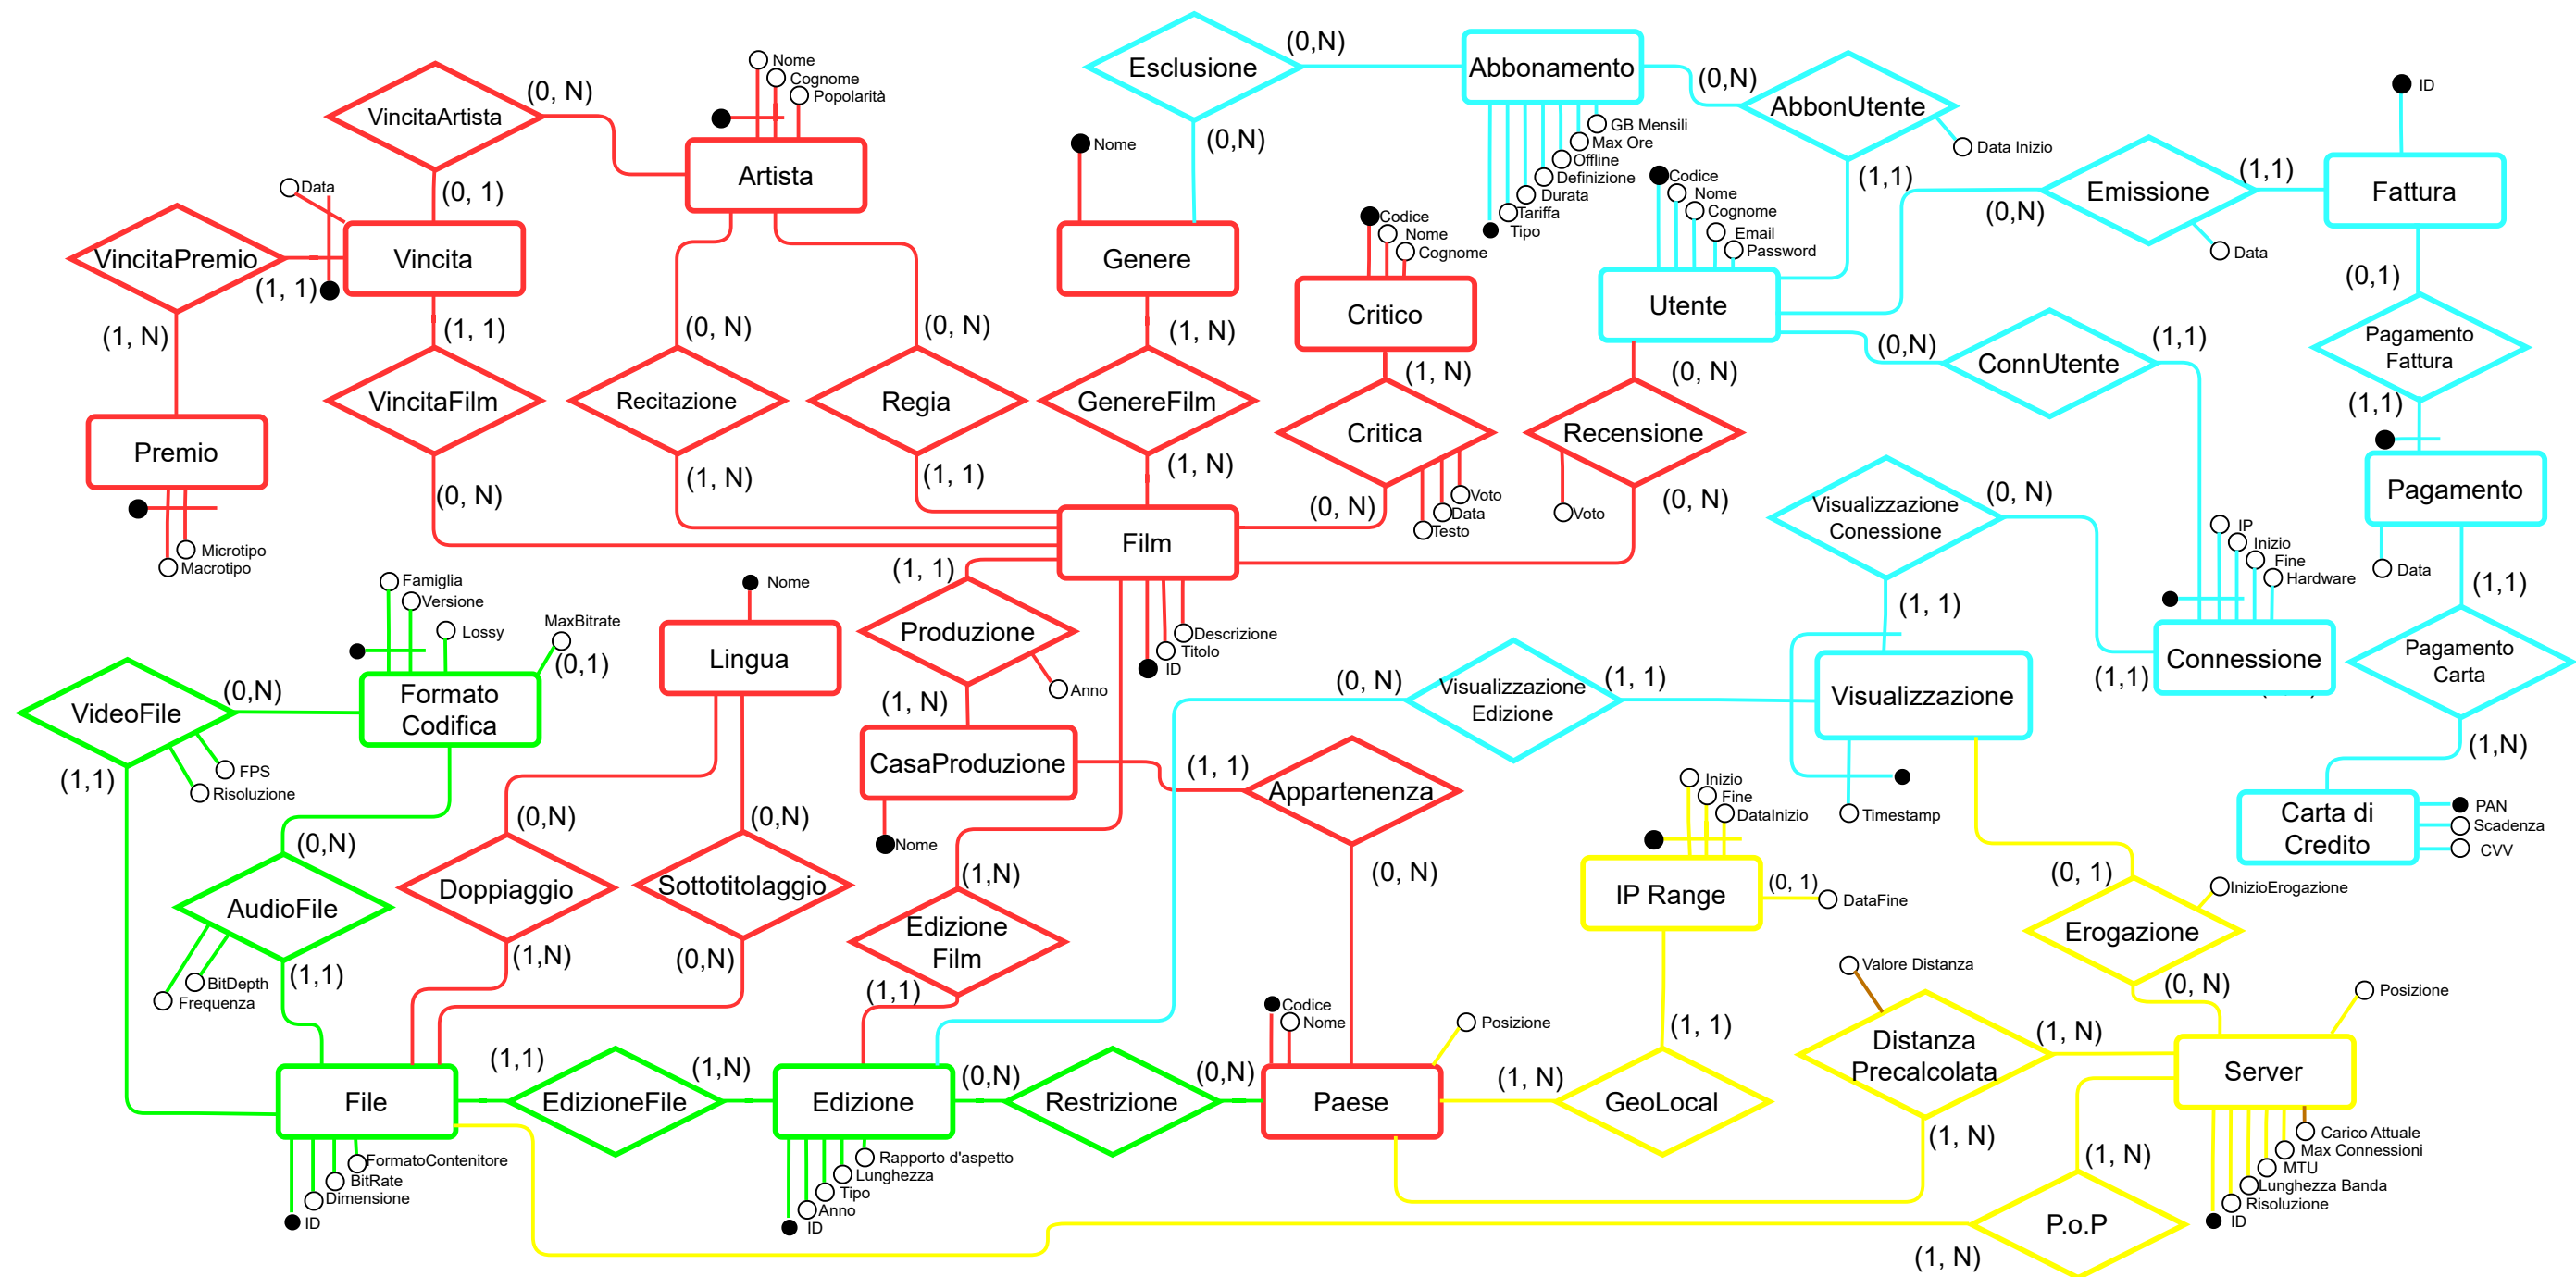 Esclusione
(0,N)
Abbonamento
(0,N)
AbbonUtente
Data Inizio
(1,1)
GB Mensili
Max Ore
Offline
Definizione
Durata
Tariffa
Tipo
(0,N)
Nome
Cognome
Popolarità
Artista
VincitaArtista
(0, N)
(0, 1)
Data
Vincita
VincitaPremio
(1, 1)
(1, N)
(1, 1)
Premio
Microtipo
Macrotipo
VincitaFilm
(0, N)
Recitazione
(0, N)
(1, N)
Regia
(0, N)
(1, 1)
Nome
Genere
(1, N)
GenereFilm
(1, N)
Codice
Nome
Cognome
Critico
(1, N)
Critica
(0, N)
Voto
Data
Testo
Codice
Nome
Cognome
Email
Password
Utente
(0, N)
Recensione
(0, N)
Voto
ID
Fattura
(1,1)
Emissione
(0,N)
Data
(0,1)
Pagamento
Fattura
(1,1)
Pagamento
Data
(1,1)
Pagamento
Carta
(1,N)
Carta di
Credito
PAN
Scadenza
CVV
(0,N)
ConnUtente
(1,1)
IP
Inizio
Fine
Hardware
Connessione
(1,1)
Visualizzazione
Conessione
(0, N)
(1, 1)
Visualizzazione
Timestamp
Visualizzazione
Edizione
(0, N)
(1, 1)
Film
Descrizione
Titolo
ID
(1, 1)
Produzione
Anno
(1, N)
CasaProduzione
Nome
(1, 1)
Appartenenza
(0, N)
Famiglia
Versione
Lossy
MaxBitrate
(0,1)
Formato
Codifica
VideoFile
(0,N)
(1,1)
FPS
Risoluzione
(0,N)
AudioFile
(1,1)
BitDepth
Frequenza
Nome
Lingua
(0,N)
Doppiaggio
(1,N)
(0,N)
Sottotitolaggio
(0,N)
(1,N)
Edizione
Film
(1,1)
Inizio
Fine
DataInizio
IP Range
(0, 1)
DataFine
(1, 1)
GeoLocal
(1, N)
(0, 1)
InizioErogazione
Erogazione
(0, N)
Valore Distanza
Distanza
Precalcolata
(1, N)
(1, N)
Posizione
Server
Carico Attuale
Max Connessioni
MTU
Lunghezza Banda
Risoluzione
ID
(1, N)
P.o.P
(1, N)
File
FormatoContenitore
BitRate
Dimensione
ID
(1,1)
EdizioneFile
(1,N)
Edizione
Rapporto d'aspetto
Lunghezza
Tipo
Anno
ID
(0,N)
Restrizione
(0,N)
Codice
Nome
Posizione
Paese